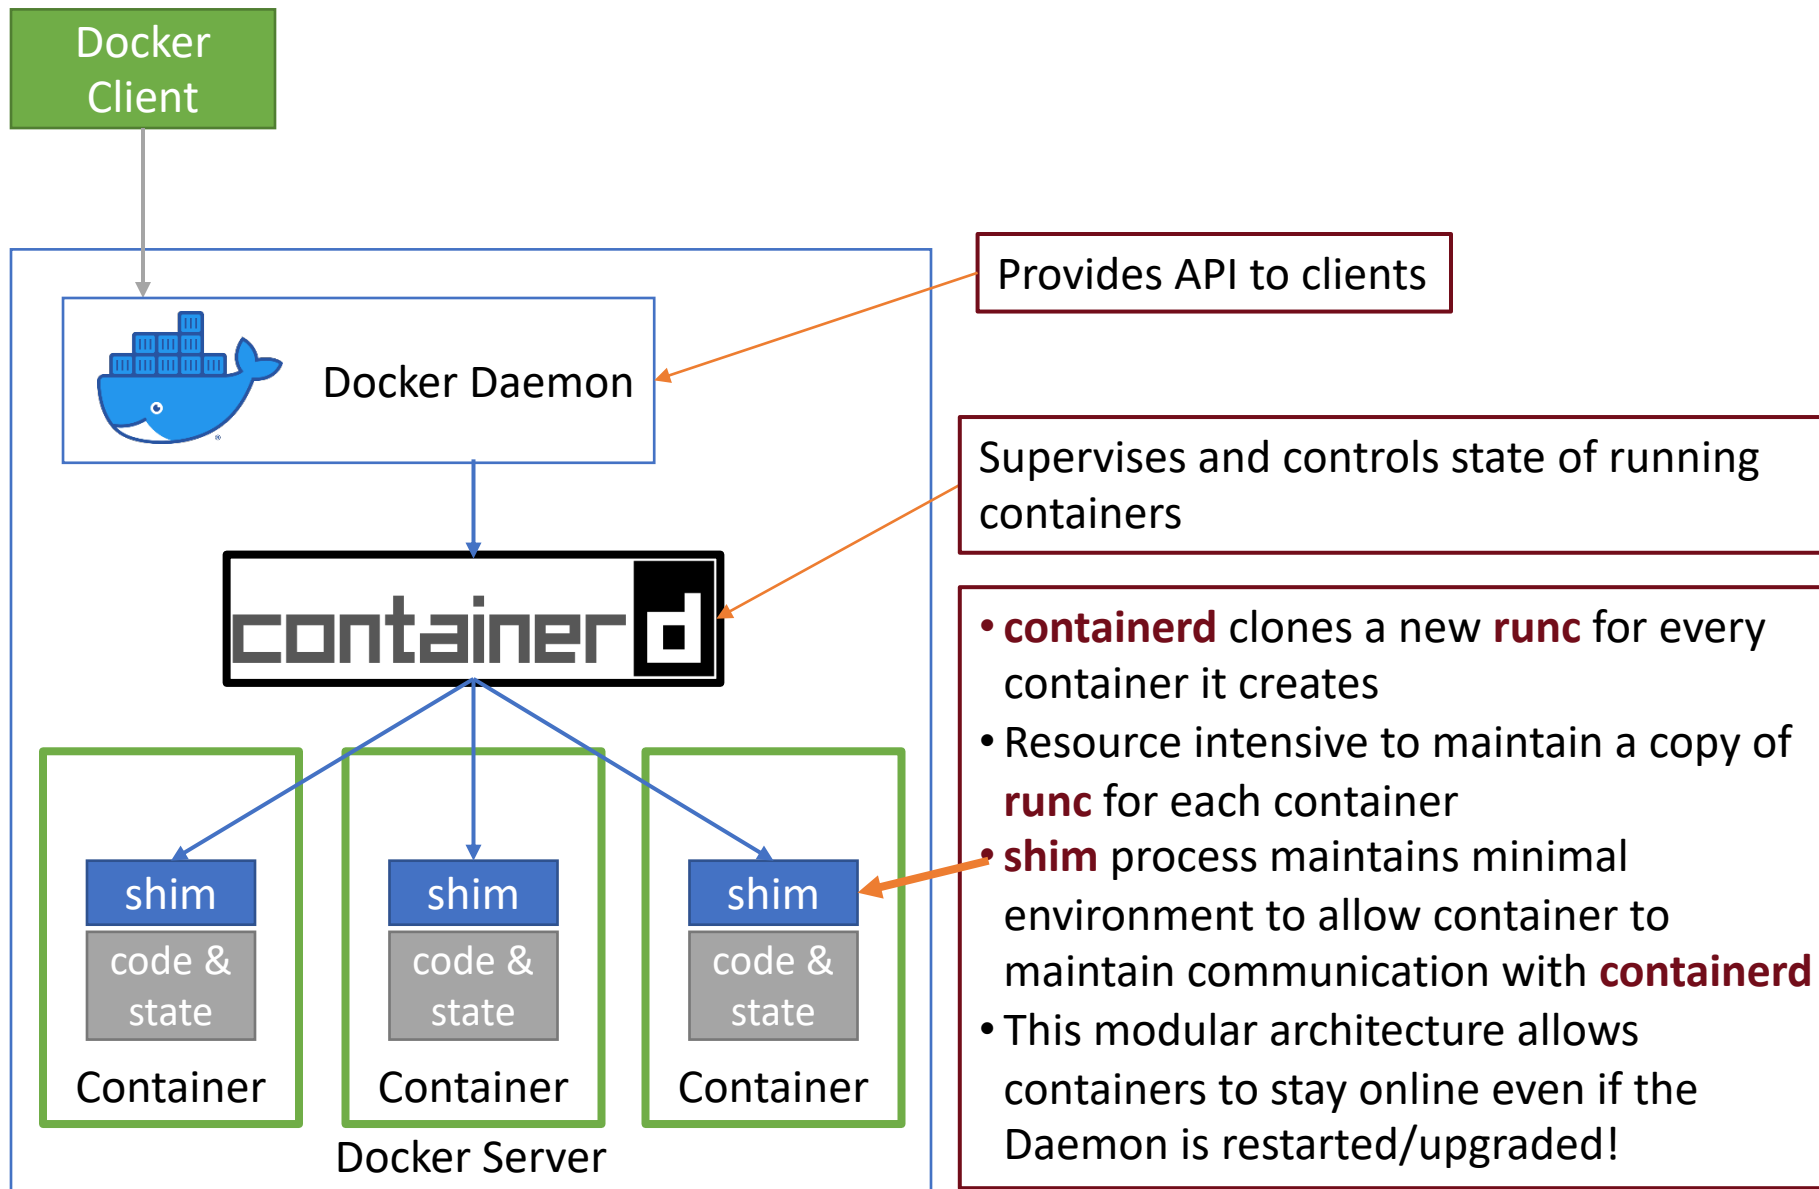 Docker
Client
Provides API to clients
Docker Daemon
Supervises and controls state of running
containers
containerd
• containerd clones a new runc for every
container it creates
• Resource intensive to maintain a copy of
runc for each container
• shim process maintains minimal
environment to allow container to
maintain communication with containerd
• This modular architecture allows
containers to stay online even if the
Daemon is restarted/upgraded!
shim
code &
state
Container
shim
code &
state
Container
shim
code &
state
Container
Docker Server